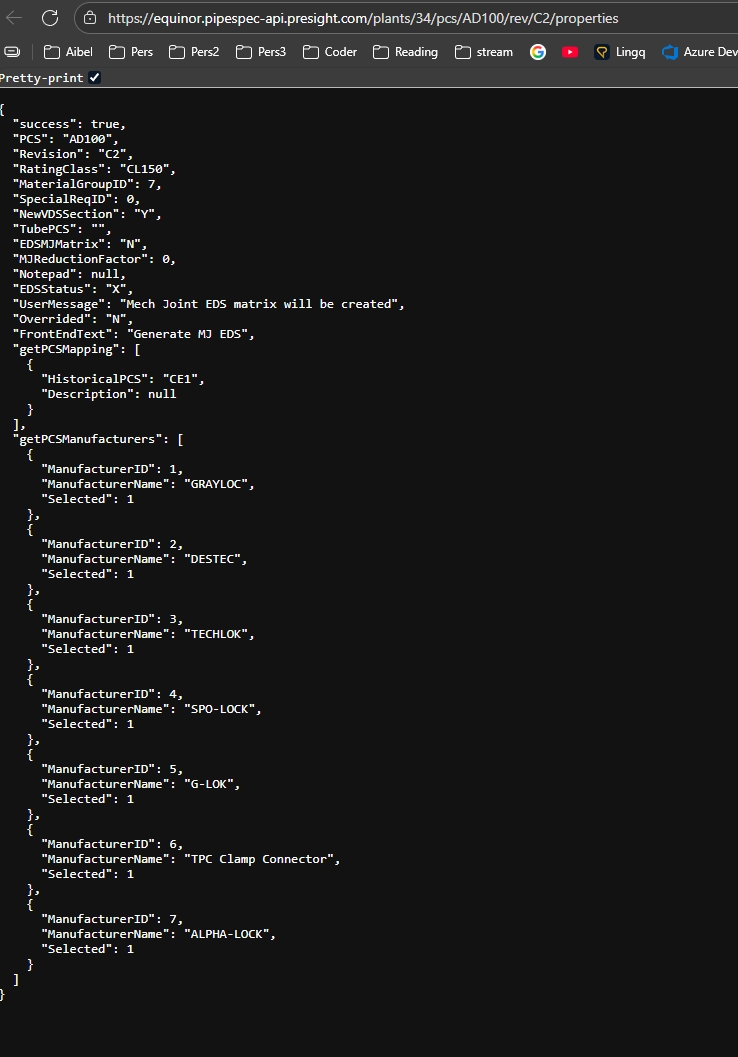 https://equinor.pipespec-api.presight.com/plants/34/pcs/AD100/rev/C2/properties
Aibel Pers Pers2 Pers3 Coder Reading stream Lingq Azure Dev
Pretty-print
{
  "success": true,
  "PCS": "AD100",
  "Revision": "C2",
  "RatingClass": "CL150",
  "MaterialGroupID": 7,
  "SpecialReqID": 0,
  "NewVDSSection": "Y",
  "TubePCS": "",
  "EDSMJMatrix": "N",
  "MJReductionFactor": 0,
  "Notepad": null,
  "EDSStatus": "X",
  "UserMessage": "Mech Joint EDS matrix will be created",
  "Overrided": "N",
  "FrontEndText": "Generate MJ EDS",
  "getPCSMapping": [
    {
      "HistoricalPCS": "CE1",
      "Description": null
    }
  ],
  "getPCSManufacturers": [
    {
      "ManufacturerID": 1,
      "ManufacturerName": "GRAYLOC",
      "Selected": 1
    },
    {
      "ManufacturerID": 2,
      "ManufacturerName": "DESTEC",
      "Selected": 1
    },
    {
      "ManufacturerID": 3,
      "ManufacturerName": "TECHLOK",
      "Selected": 1
    },
    {
      "ManufacturerID": 4,
      "ManufacturerName": "SPO-LOCK",
      "Selected": 1
    },
    {
      "ManufacturerID": 5,
      "ManufacturerName": "G-LOK",
      "Selected": 1
    },
    {
      "ManufacturerID": 6,
      "ManufacturerName": "TPC Clamp Connector",
      "Selected": 1
    },
    {
      "ManufacturerID": 7,
      "ManufacturerName": "ALPHA-LOCK",
      "Selected": 1
    }
  ]
}